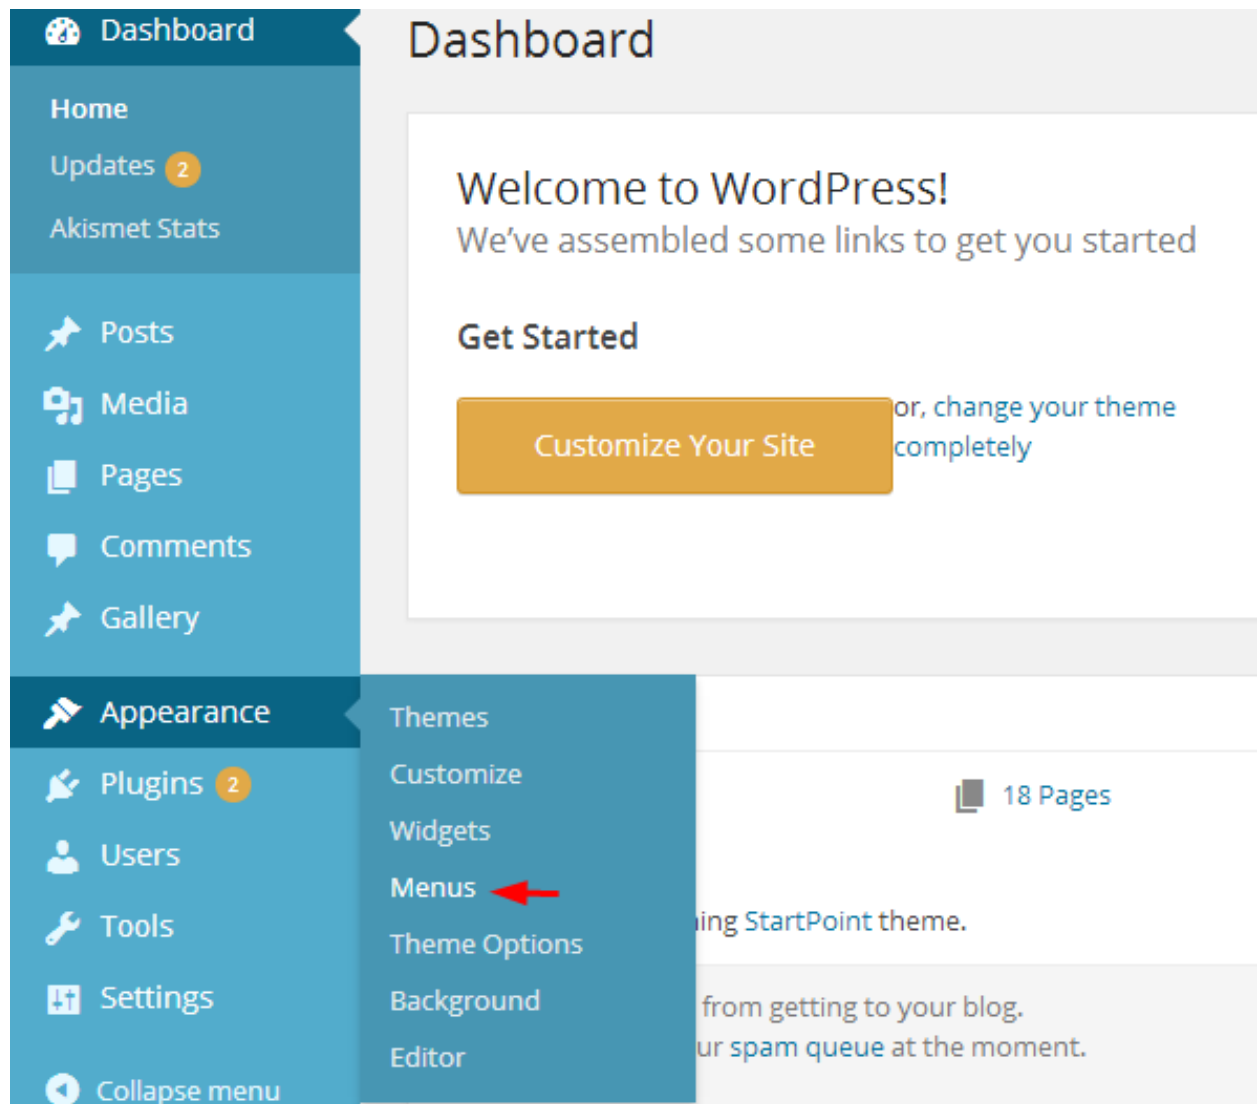 Dashboard
Home
Updates 2
Akismet Stats
Posts
Media
Pages
Comments
Gallery
Appearance
Plugins 2
Users
Tools
Settings
Collapse menu
Themes
Customize
Widgets
Menus
Theme Options
Background
Editor
Dashboard
Welcome to WordPress!
We've assembled some links to get you started
Get Started
Customize Your Site
or, change your theme
completely
18 Pages
ing StartPoint theme.
from getting to your blog.
ur spam queue at the moment.